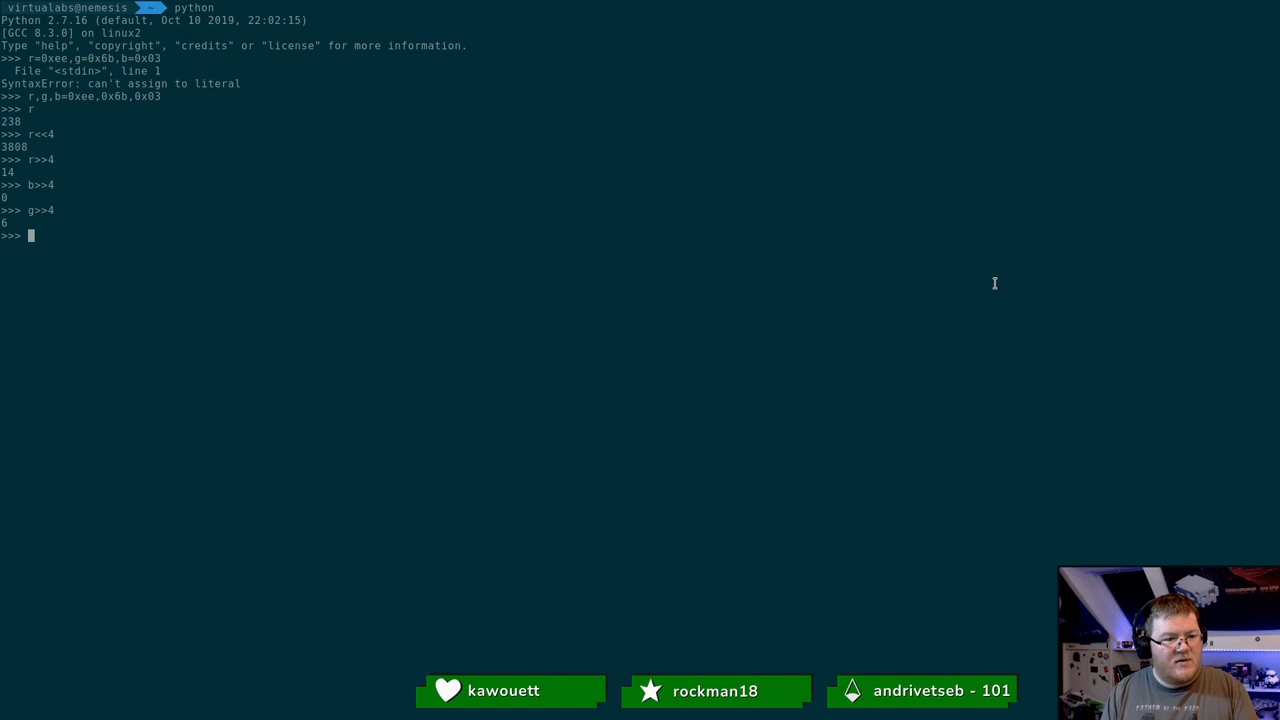 virtualabs@nemesis ~ python
Python 2.7.16 (default, Oct 10 2019, 22:02:15)
[GCC 8.3.0] on linux2
Type "help", "copyright", "credits" or "license" for more information.
>>> r=0xee,g=0x6b,b=0x03
  File "<stdin>", line 1
SyntaxError: can't assign to literal
>>> r,g,b=0xee,0x6b,0x03
>>> r
238
>>> r<<4
3808
>>> r>>4
14
>>> b>>4
0
>>> g>>4
6
>>>
kawouett
rockman18
andrivetseb - 101